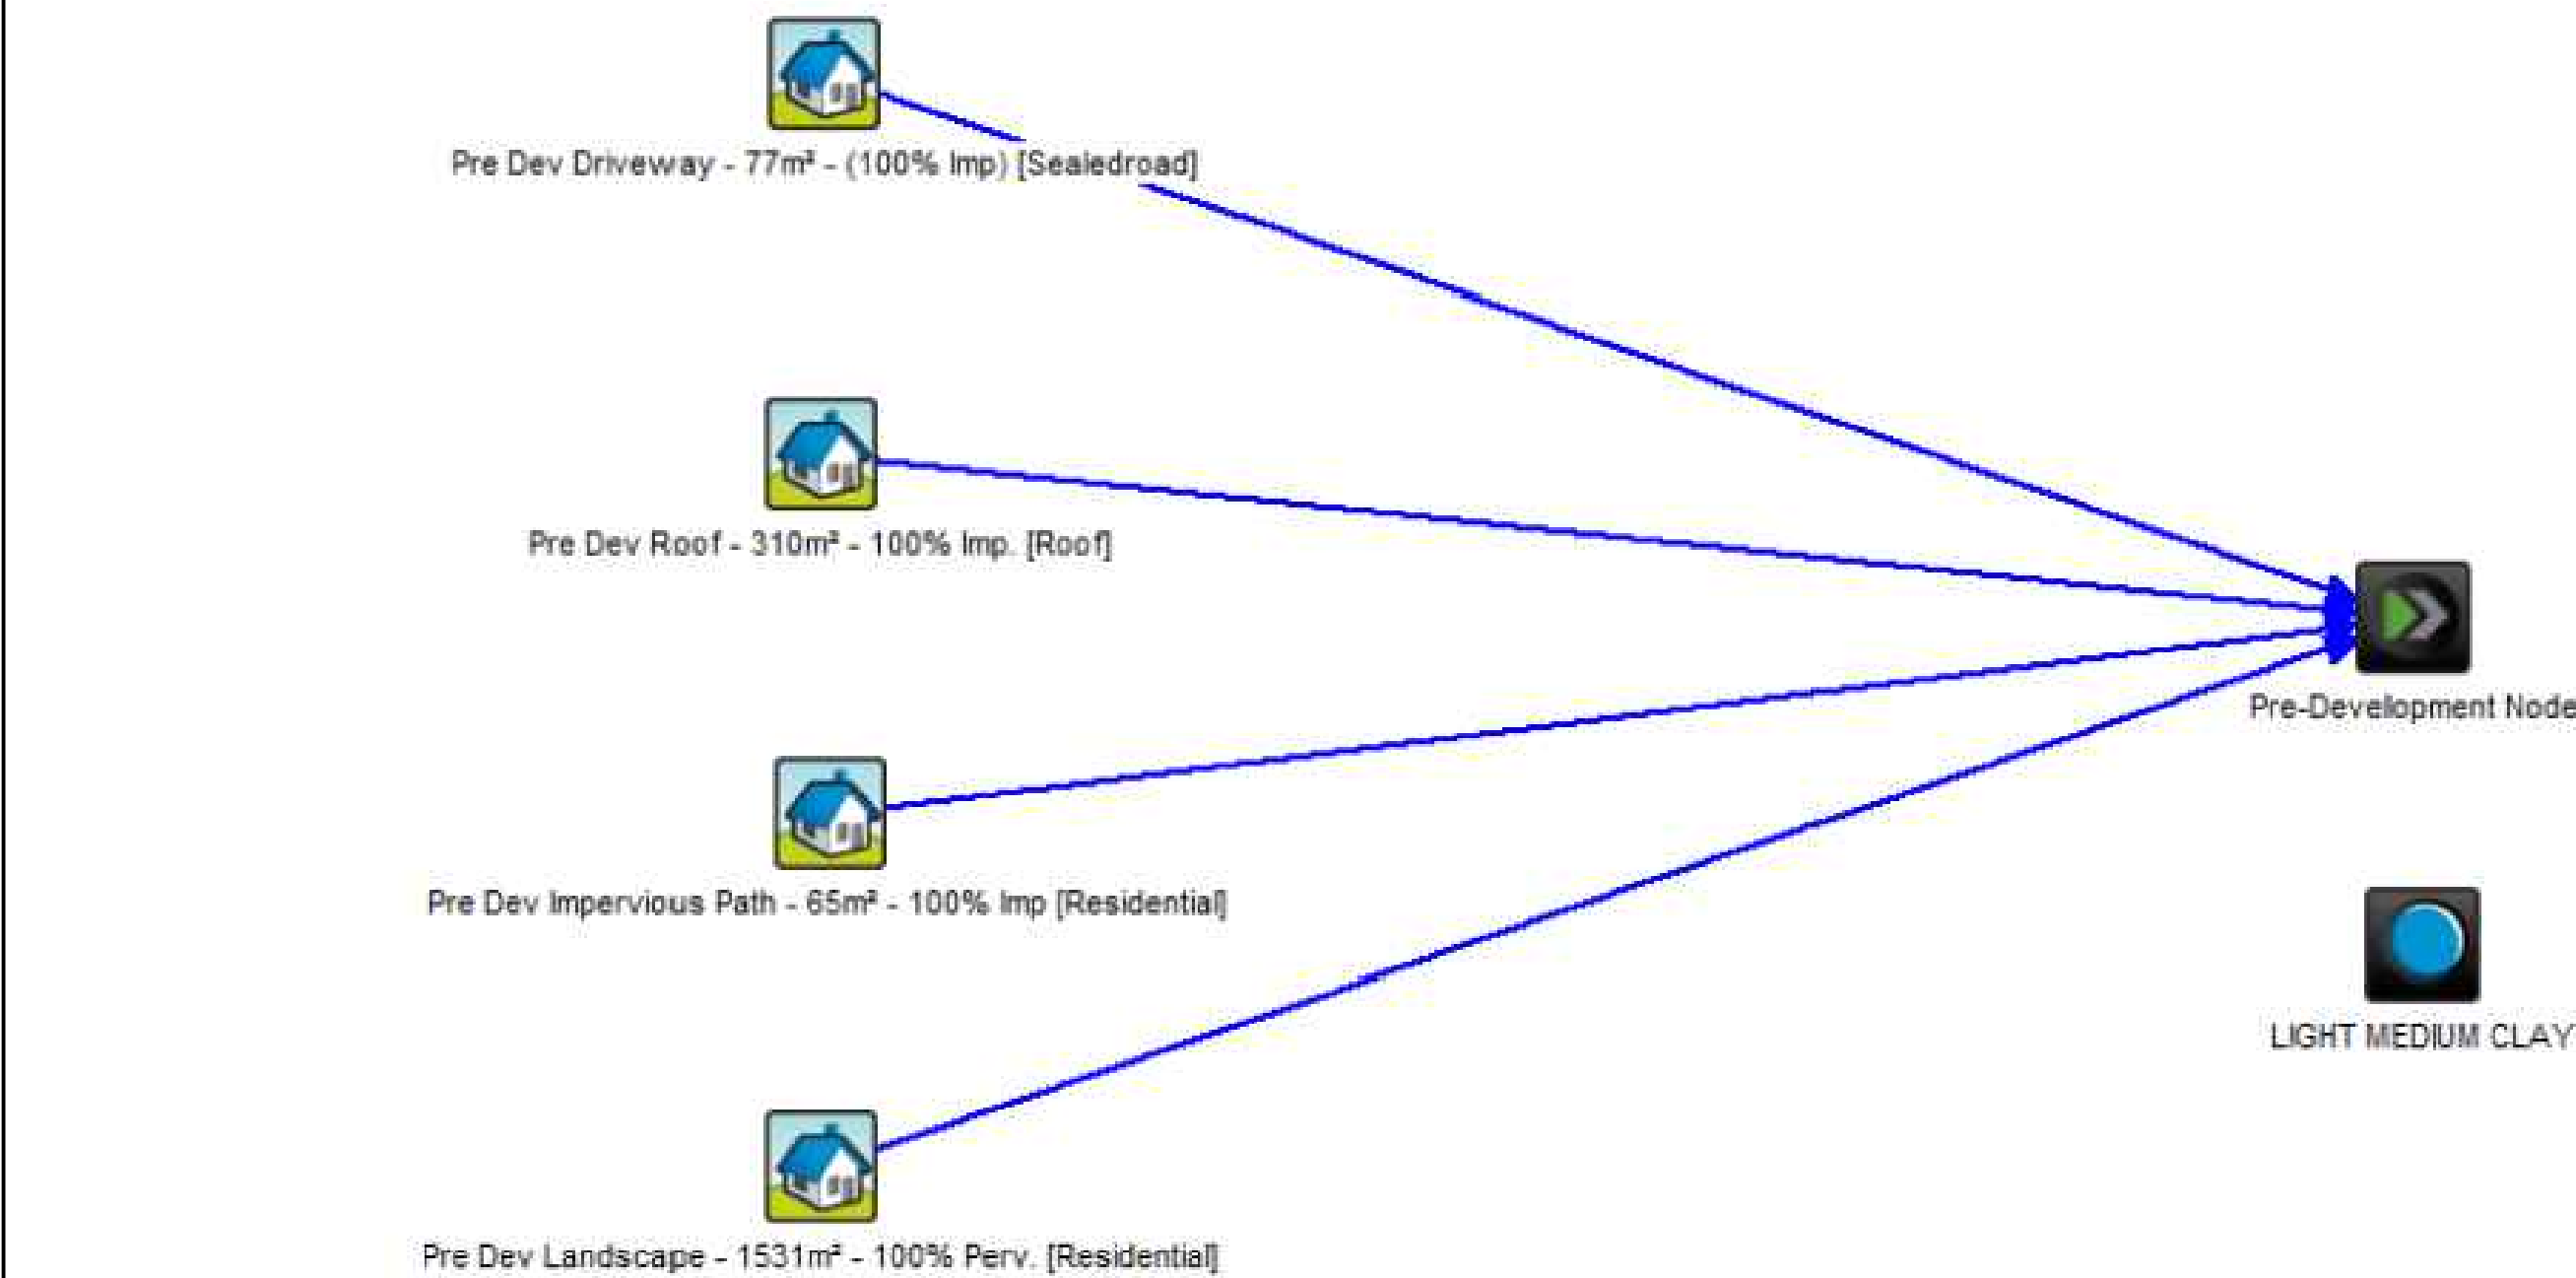 Pre Dev Driveway - 77m² - (100% Imp) [Sealedroad]
Pre Dev Roof - 310m² - 100% Imp. [Roof]
Pre-Development Node
Pre Dev Impervious Path - 65m² - 100% Imp [Residential]
LIGHT MEDIUM CLAY
Pre Dev Landscape - 1531m² - 100% Perv. [Residential]